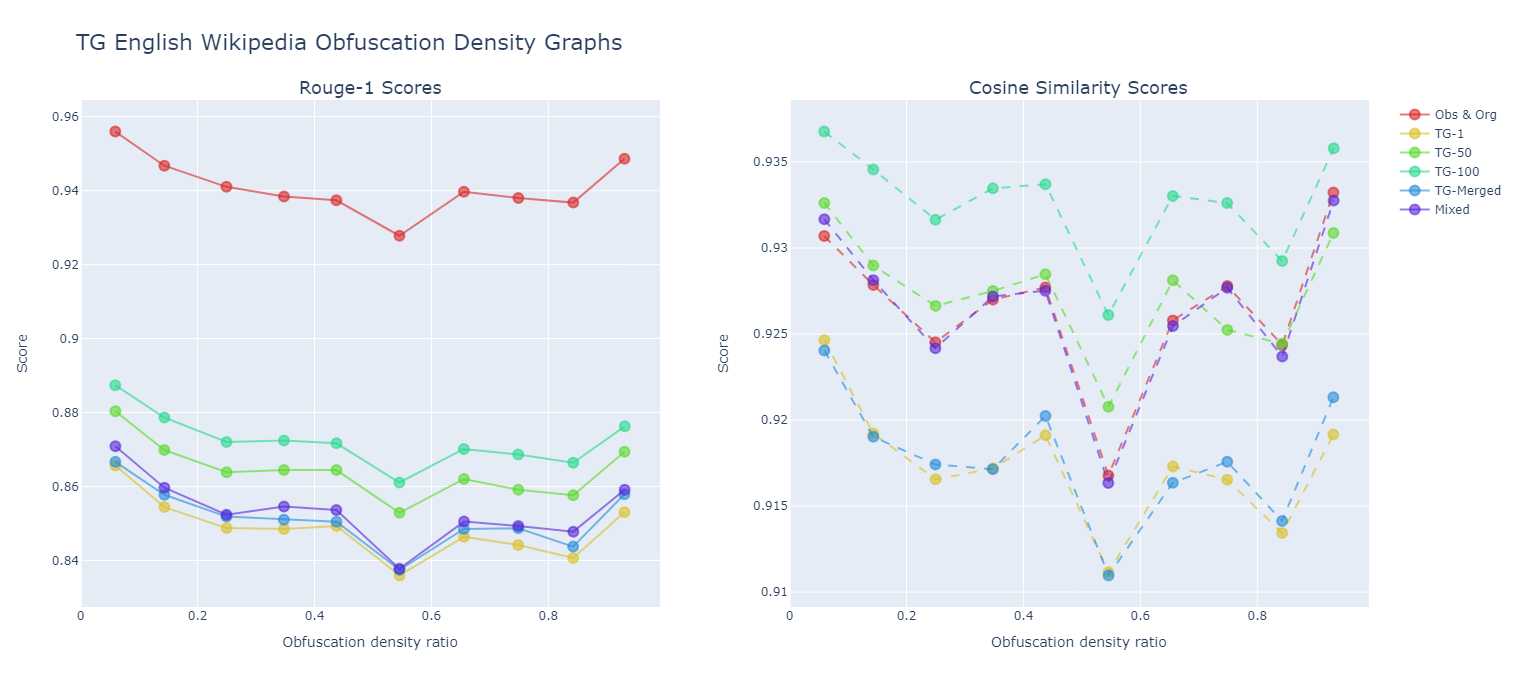 TG English Wikipedia Obfuscation Density Graphs
Rouge-1 Scores
0.96
0.94
0.92
0.9
0.88
0.86
0.84
Score
0
0.2
0.4
0.6
0.8
Obfuscation density ratio
Cosine Similarity Scores
0.935
0.93
0.925
0.92
0.915
0.91
Score
0
0.2
0.4
0.6
0.8
Obfuscation density ratio
Obs & Org
TG-1
TG-50
TG-100
TG-Merged
Mixed